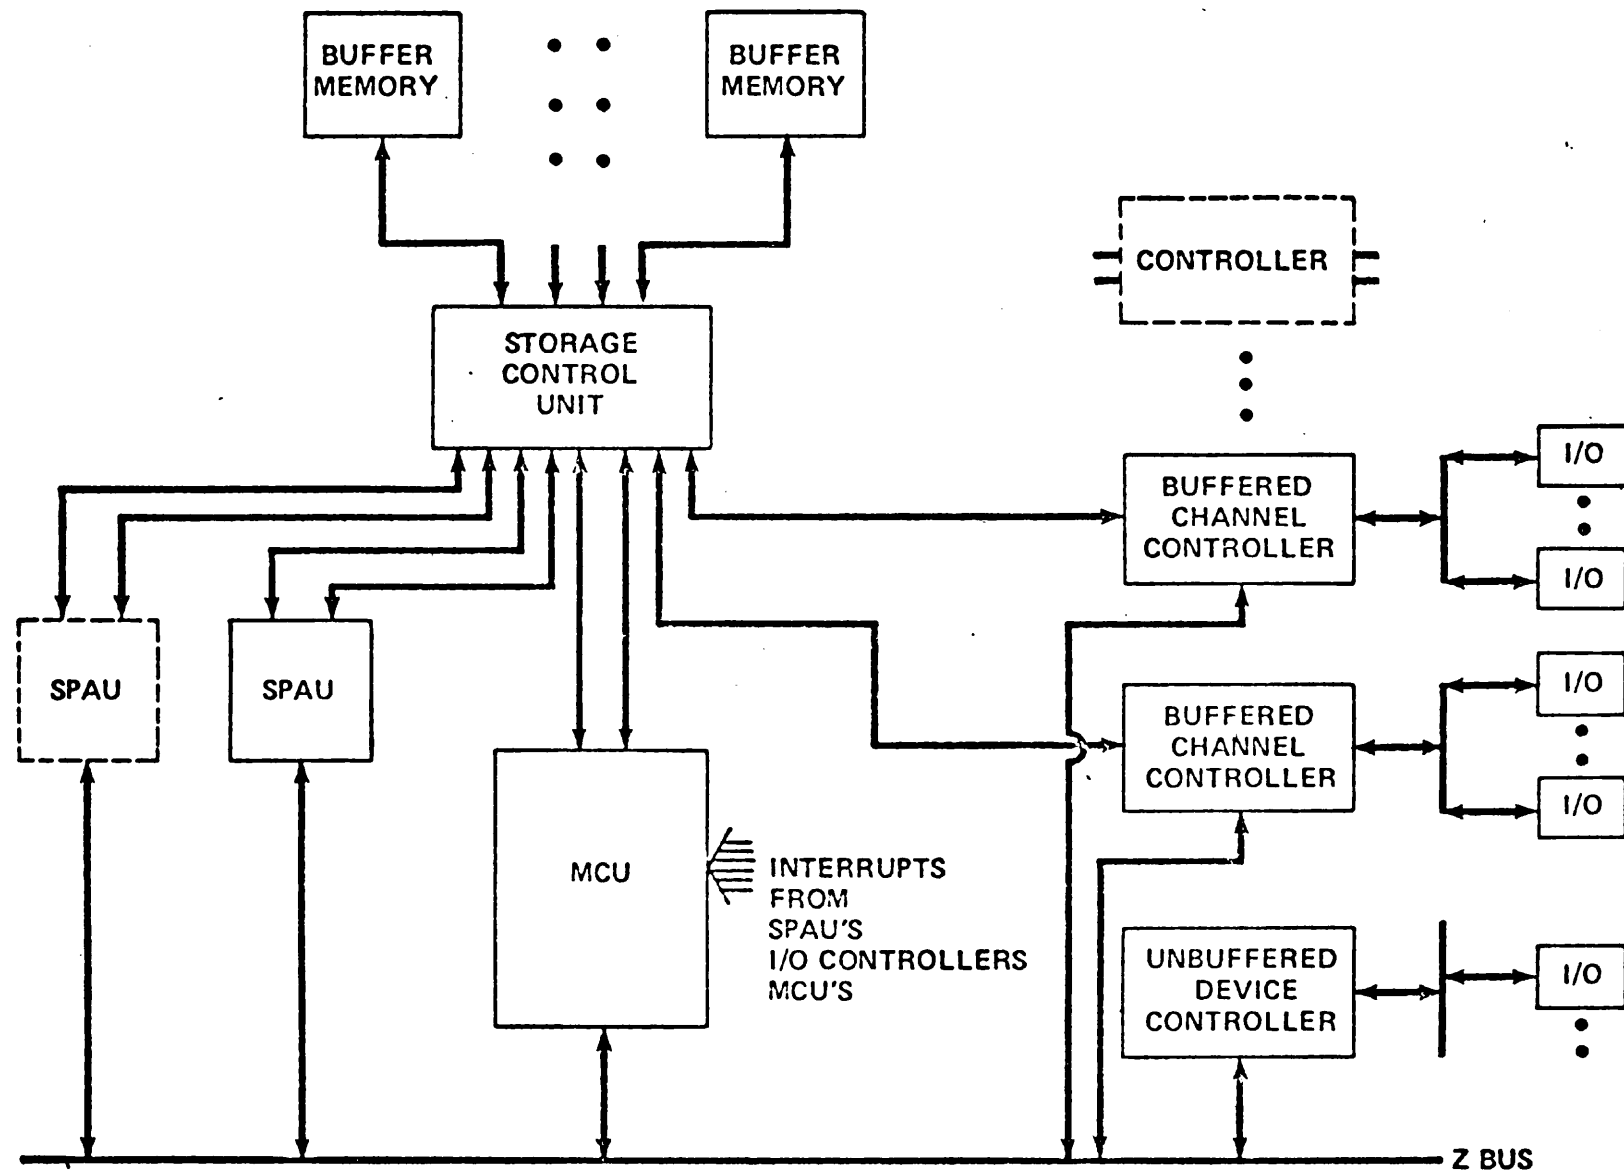 BUFFER
MEMORY
BUFFER
MEMORY
CONTROLLER
STORAGE
CONTROL
UNIT
BUFFERED
CHANNEL
CONTROLLER
I/O
I/O
SPAU
SPAU
BUFFERED
CHANNEL
CONTROLLER
I/O
I/O
MCU
INTERRUPTS
FROM
SPAU'S
I/O CONTROLLERS
MCU'S
UNBUFFERED
DEVICE
CONTROLLER
I/O
Z BUS